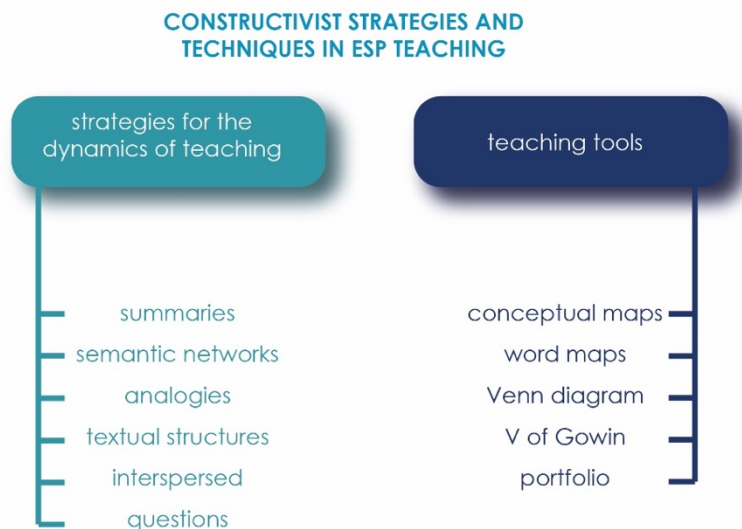 CONSTRUCTIVIST STRATEGIES AND
TECHNIQUES IN ESP TEACHING
strategies for the
dynamics of teaching
summaries
semantic networks
analogies
textual structures
interspersed
questions
teaching tools
conceptual maps
word maps
Venn diagram
V of Gowin
portfolio